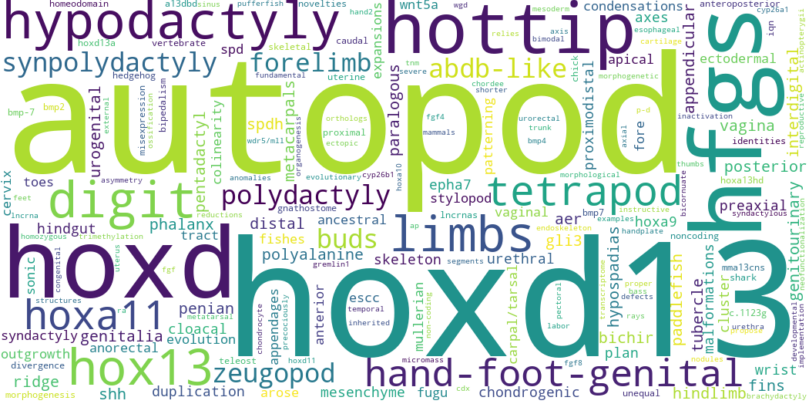 homeodomain
a13dbd
sinus
pufferfish
novelties
hand2
mesoderm
wgd
condensations
anteroposterior
cyp26a1
hypodactyly
hottip
hfgs
hoxd13a
vertebrate
wnt5a
axes
axis
bimodal
relies
esophageal
cartilage
synpolydactyly
spd
skeletal
caudal
forelimb
expansions
tnm
severe
abdb-like
apical
ectodermal
appendicular
iqn
interdigital
hedgehog
fundamental
uterine
chordee
shorter
chick
morphogenetic
bmp-7
bmp2
autopod
spdh
orthologs
proximal
ectopic
paralogous
fgf4
mammals
patterning
urorectal
trunk
bmp4
proximodistal
p-d
fore
axial
inactivation
urogenital
misexpression
ossification
bipedalism
external
colinearity
pentadactyl
metacarpals
wdr5/mll
organogenesis
hoxa10
vagina
identities
cervix
toes
asymmetry
anomalies
evolutionary
cyp26b1
epha7
stylopod
morphological
thumbs
posterior
feet
lncrna
digit
reductions
polydactyly
gnathostome
tetrapod
bicornuate
hoxa13hd
preaxial
syndactylous
hindgut
phalanx
tract
distal
ancestral
fishes
buds
lncrnas
vaginal
aer
bmp7
examples
instructive
hoxa9
handplate
noncoding
genitourinary
homozygous
trimethylation
hoxd
sonic
congenital
uterus
fgf
polyalanine
gremlin1
limbs
ap
skeleton
segments
urethral
gli3
endoskeleton
hypospadias
hoxd13
malformations
cluster
mma13cns
shark
structures
hoxa11
metatarsal
penian
cloacal
appendages
precociously
chondrocyte
anterior
escc
temporal
inherited
mullerian
non-coding
carpal/tarsal
pectoral
labor
bichir
plan
defects
rays
paddlefish
tubercle
bass
c.1123g
urethra
syndactyly
genitalia
evolution
outgrowth
anorectal
divergence
ridge
hox13
teleost
hoxd11
zeugopod
micromass
fgf8
hand-foot-genital
modules
wrist
fins
developmental
implementation
morphogenesis
shh
duplication
arose
mesenchyme
fugu
cdx
chondrogenic
unequal
hindlimb
brachydactyly